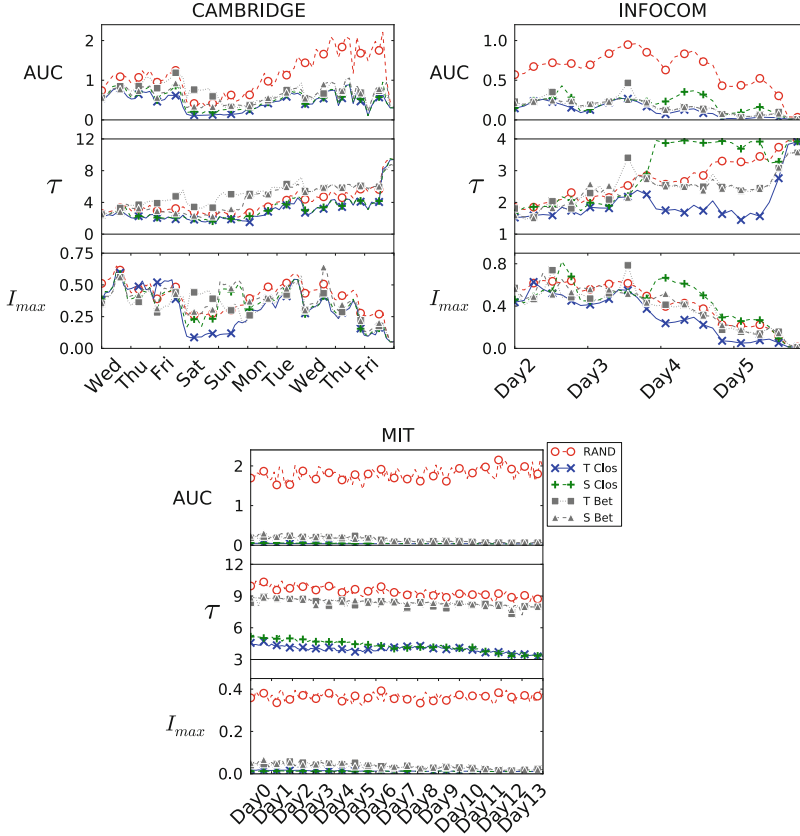 CAMBRIDGE
AUC
2
1
0
τ
12
8
4
0
I_max
0.75
0.50
0.25
0.00
Wed
Thu
Fri
Sat
Sun
Mon
Tue
Wed
Thu
Fri
INFOCOM
AUC
1.0
0.5
0.0
τ
4
3
2
1
I_max
0.8
0.4
0.0
Day2
Day3
Day4
Day5
MIT
AUC
2
1
0
τ
12
9
6
3
I_max
0.4
0.2
0.0
Day0
Day1
Day2
Day3
Day4
Day5
Day6
Day7
Day8
Day9
Day10
Day11
Day12
Day13
RAND
T Clos
S Clos
T Bet
S Bet